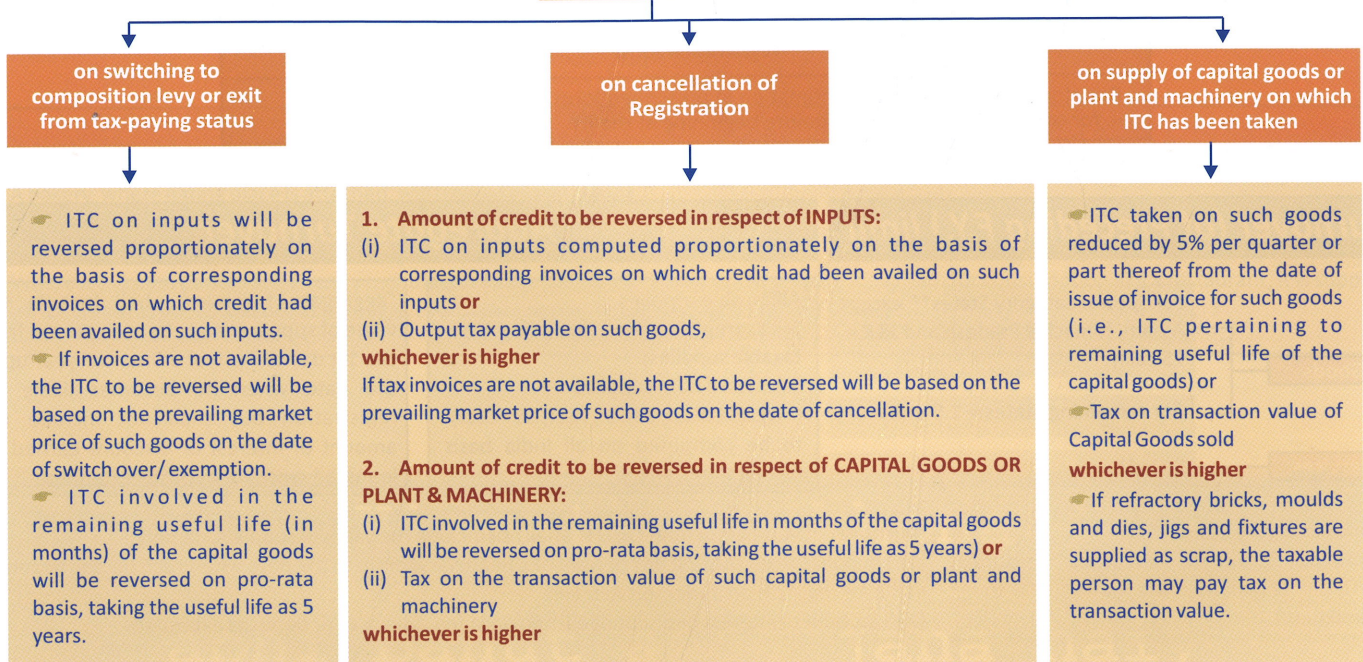 on switching to
composition levy or exit
from tax-paying status
on cancellation of
Registration
on supply of capital goods or
plant and machinery on which
ITC has been taken
ITC on inputs will be
reversed proportionately on
the basis of corresponding
invoices on which credit had
been availed on such inputs.
If invoices are not available,
the ITC to be reversed will be
based on the prevailing market
price of such goods on the date
of switch over/ exemption.
ITC involved in the
remaining useful life (in
months) of the capital goods
will be reversed on pro-rata
basis, taking the useful life as 5
years.
1. Amount of credit to be reversed in respect of INPUTS:
(i) ITC on inputs computed proportionately on the basis of
corresponding invoices on which credit had been availed on such
inputs or
(ii) Output tax payable on such goods,
whichever is higher
If tax invoices are not available, the ITC to be reversed will be based on the
prevailing market price of such goods on the date of cancellation.
2. Amount of credit to be reversed in respect of CAPITAL GOODS OR
PLANT & MACHINERY:
(i) ITC involved in the remaining useful life in months of the capital goods
will be reversed on pro-rata basis, taking the useful life as 5 years) or
(ii) Tax on the transaction value of such capital goods or plant and
machinery
whichever is higher
ITC taken on such goods
reduced by 5% per quarter or
part thereof from the date of
issue of invoice for such goods
(i.e., ITC pertaining to
remaining useful life of the
capital goods) or
Tax on transaction value of
Capital Goods sold
whichever is higher
If refractory bricks, moulds
and dies, jigs and fixtures are
supplied as scrap, the taxable
person may pay tax on the
transaction value.